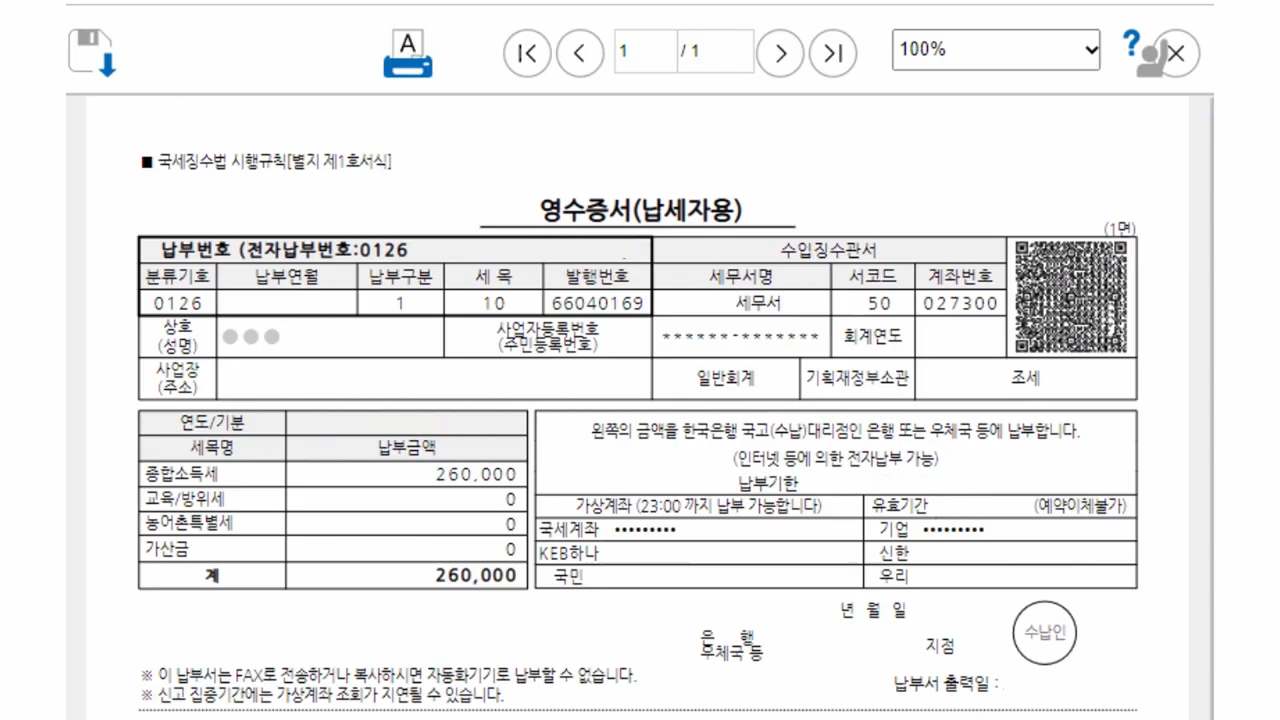 A
1 / 1
100%
?
■ 국세징수법 시행규칙[별지 제1호서식]
영수증서(납세자용)
(1면)
납부번호 (전자납부번호:0126
수입징수관서
분류기호 납부연월 납부구분 세 목 발행번호 세무서명 서코드 계좌번호
0126 1 10 66040169 세무서 50 027300
상호
(성명)
사업자등록번호
(주민등록번호)
******-******* 회계연도
사업장
(주소)
일반회계 기획재정부소관 조세
연도/기분
세목명 납부금액
종합소득세 260,000
교육/방위세 0
농어촌특별세 0
가산금 0
계 260,000
왼쪽의 금액을 한국은행 국고(수납)대리점인 은행 또는 우체국 등에 납부합니다.
(인터넷 등에 의한 전자납부 가능)
납부기한
가상계좌 (23:00 까지 납부 가능합니다) 유효기간 (예약이체불가)
국세계좌 ••••••••• 기업 •••••••••
KEB하나 신한
국민 우리
년 월 일
은 행
우체국 등
지점
수납인
※ 이 납부서는 FAX로 전송하거나 복사하시면 자동화기기로 납부할 수 없습니다.
납부서 출력일 :
※ 신고 집중기간에는 가상계좌 조회가 지연될 수 있습니다.